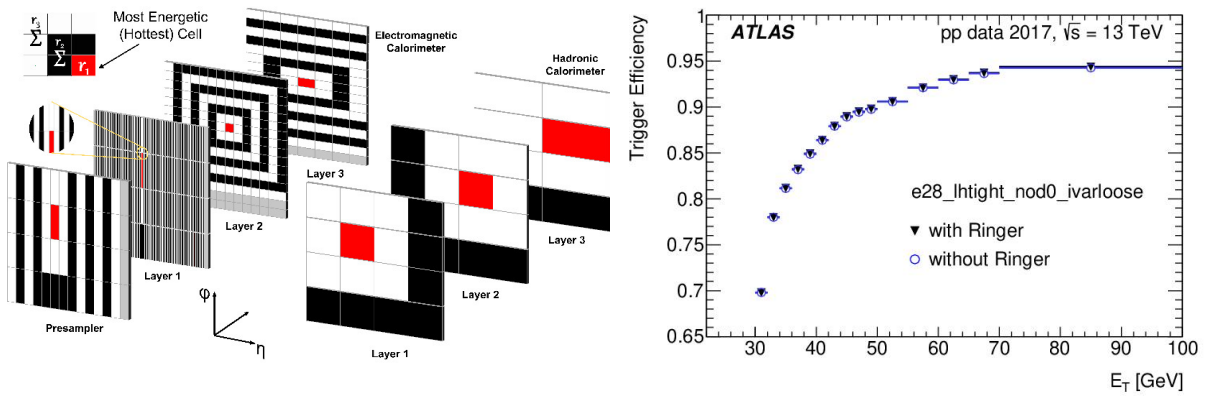 Most Energetic
(Hottest) Cell
r₃
Σ
r₂
Σ
r₁
Electromagnetic
Calorimeter
Hadronic
Calorimeter
Layer 3
Layer 2
Layer 3
Layer 1
Layer 2
Presampler
Layer 1
φ
η
ATLAS
pp data 2017, √s = 13 TeV
Trigger Efficiency
1
0.95
0.9
0.85
0.8
0.75
0.7
0.65
e28_lhtight_nod0_ivarloose
with Ringer
without Ringer
30 40 50 60 70 80 90 100
E_T [GeV]